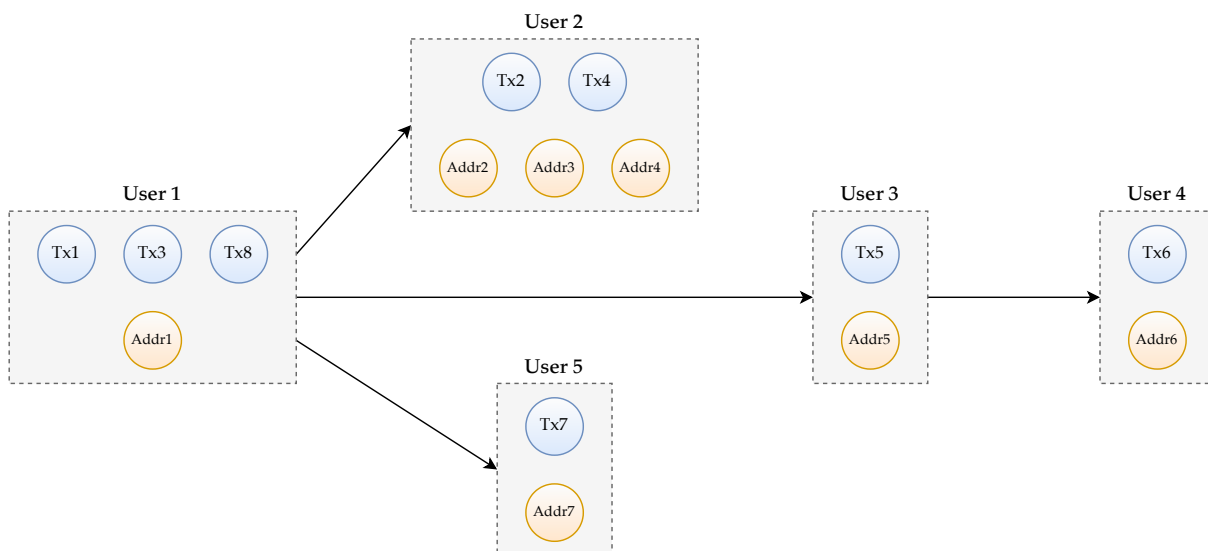 User 2
Tx2 Tx4
Addr2 Addr3 Addr4
User 1
Tx1 Tx3 Tx8
Addr1
User 3
Tx5
Addr5
User 4
Tx6
Addr6
User 5
Tx7
Addr7